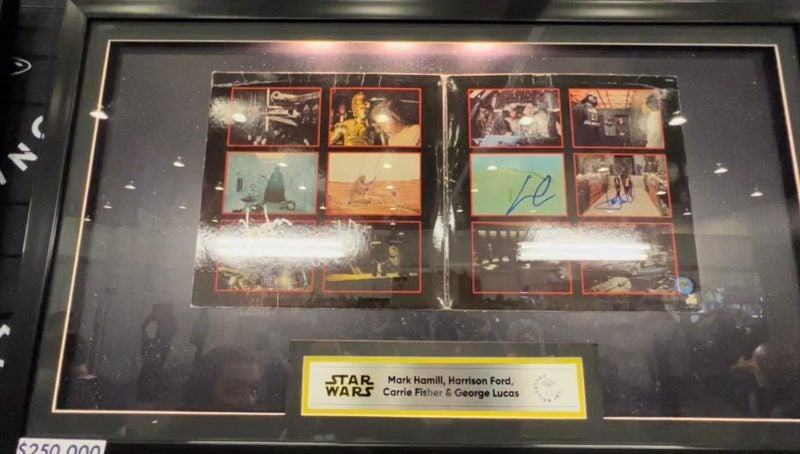 STAR
WARS
Mark Hamill, Harrison Ford,
Carrie Fisher & George Lucas
$250,000